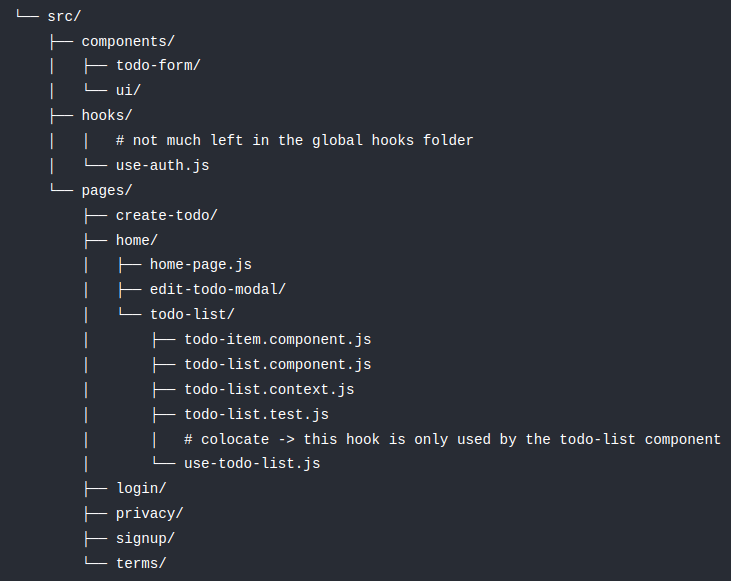 └── src/
    ├── components/
    │   ├── todo-form/
    │   └── ui/
    ├── hooks/
    │   │   # not much left in the global hooks folder
    │   └── use-auth.js
    └── pages/
        ├── create-todo/
        ├── home/
        │   ├── home-page.js
        │   ├── edit-todo-modal/
        │   └── todo-list/
        │       ├── todo-item.component.js
        │       ├── todo-list.component.js
        │       ├── todo-list.context.js
        │       ├── todo-list.test.js
        │       │   # colocate -> this hook is only used by the todo-list component
        │       └── use-todo-list.js
        ├── login/
        ├── privacy/
        ├── signup/
        └── terms/